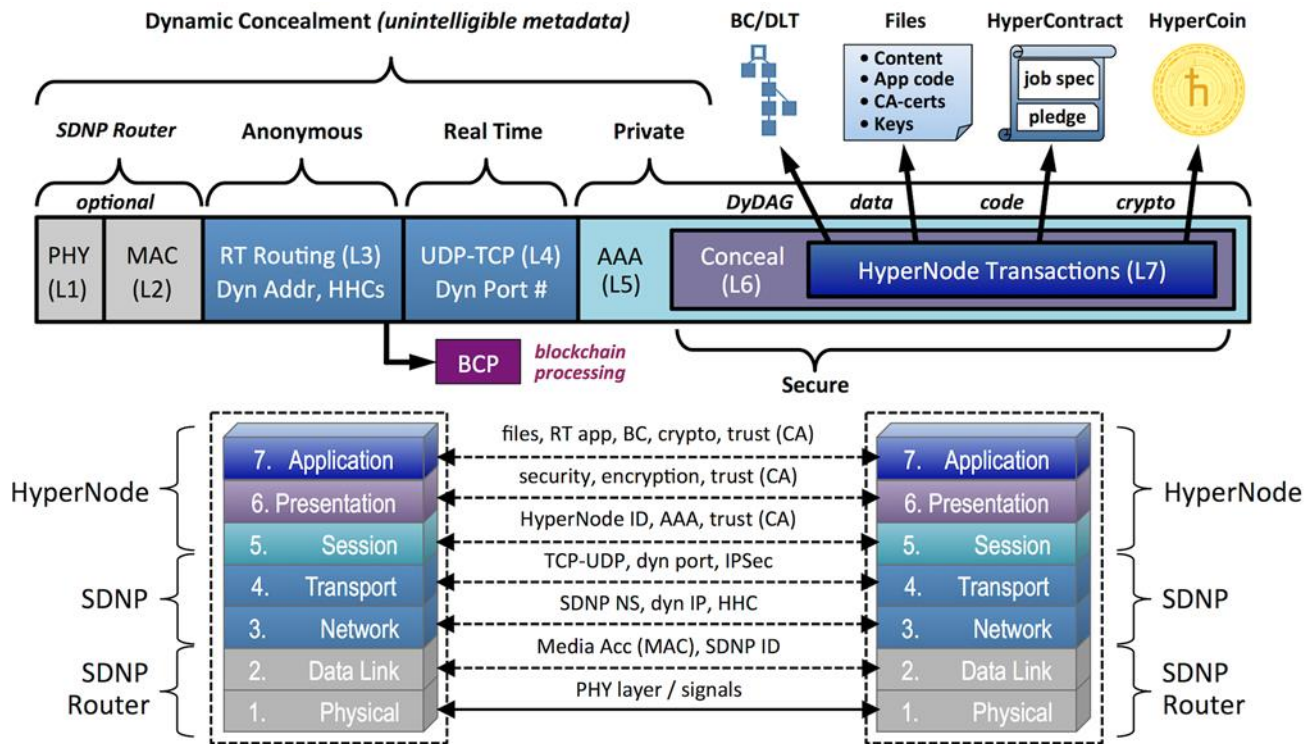 Dynamic Concealment (unintelligible metadata)
BC/DLT
Files
HyperContract
HyperCoin
• Content
• App code
• CA-certs
• Keys
job spec
pledge
ħ
SDNP Router
Anonymous
Real Time
Private
optional
DyDAG
data
code
crypto
PHY
(L1)
MAC
(L2)
RT Routing (L3)
Dyn Addr, HHCs
UDP-TCP (L4)
Dyn Port #
AAA
(L5)
Conceal
(L6)
HyperNode Transactions (L7)
BCP
blockchain
processing
Secure
HyperNode
SDNP
SDNP
Router
7. Application
6. Presentation
5. Session
4. Transport
3. Network
2. Data Link
1. Physical
files, RT app, BC, crypto, trust (CA)
security, encryption, trust (CA)
HyperNode ID, AAA, trust (CA)
TCP-UDP, dyn port, IPSec
SDNP NS, dyn IP, HHC
Media Acc (MAC), SDNP ID
PHY layer / signals
7. Application
6. Presentation
5. Session
4. Transport
3. Network
2. Data Link
1. Physical
HyperNode
SDNP
SDNP
Router